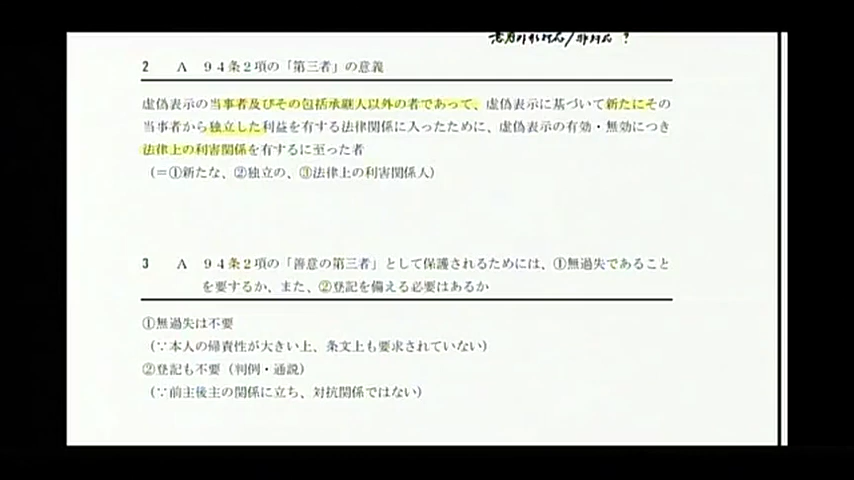 2 A 94条2項の「第三者」の意義
虚偽表示の当事者及びその包括承継人以外の者であって、虚偽表示に基づいて新たにその
当事者から独立した利益を有する法律関係に入ったために、虚偽表示の有効・無効につき
法律上の利害関係を有するに至った者
(=①新たな、②独立の、③法律上の利害関係人)
3 A 94条2項の「善意の第三者」として保護されるためには、①無過失であること
を要するか、また、②登記を備える必要はあるか
①無過失は不要
(∵本人の帰責性が大きい上、条文上も要求されていない)
②登記も不要(判例・通説)
(∵前主後主の関係に立ち、対抗関係ではない)